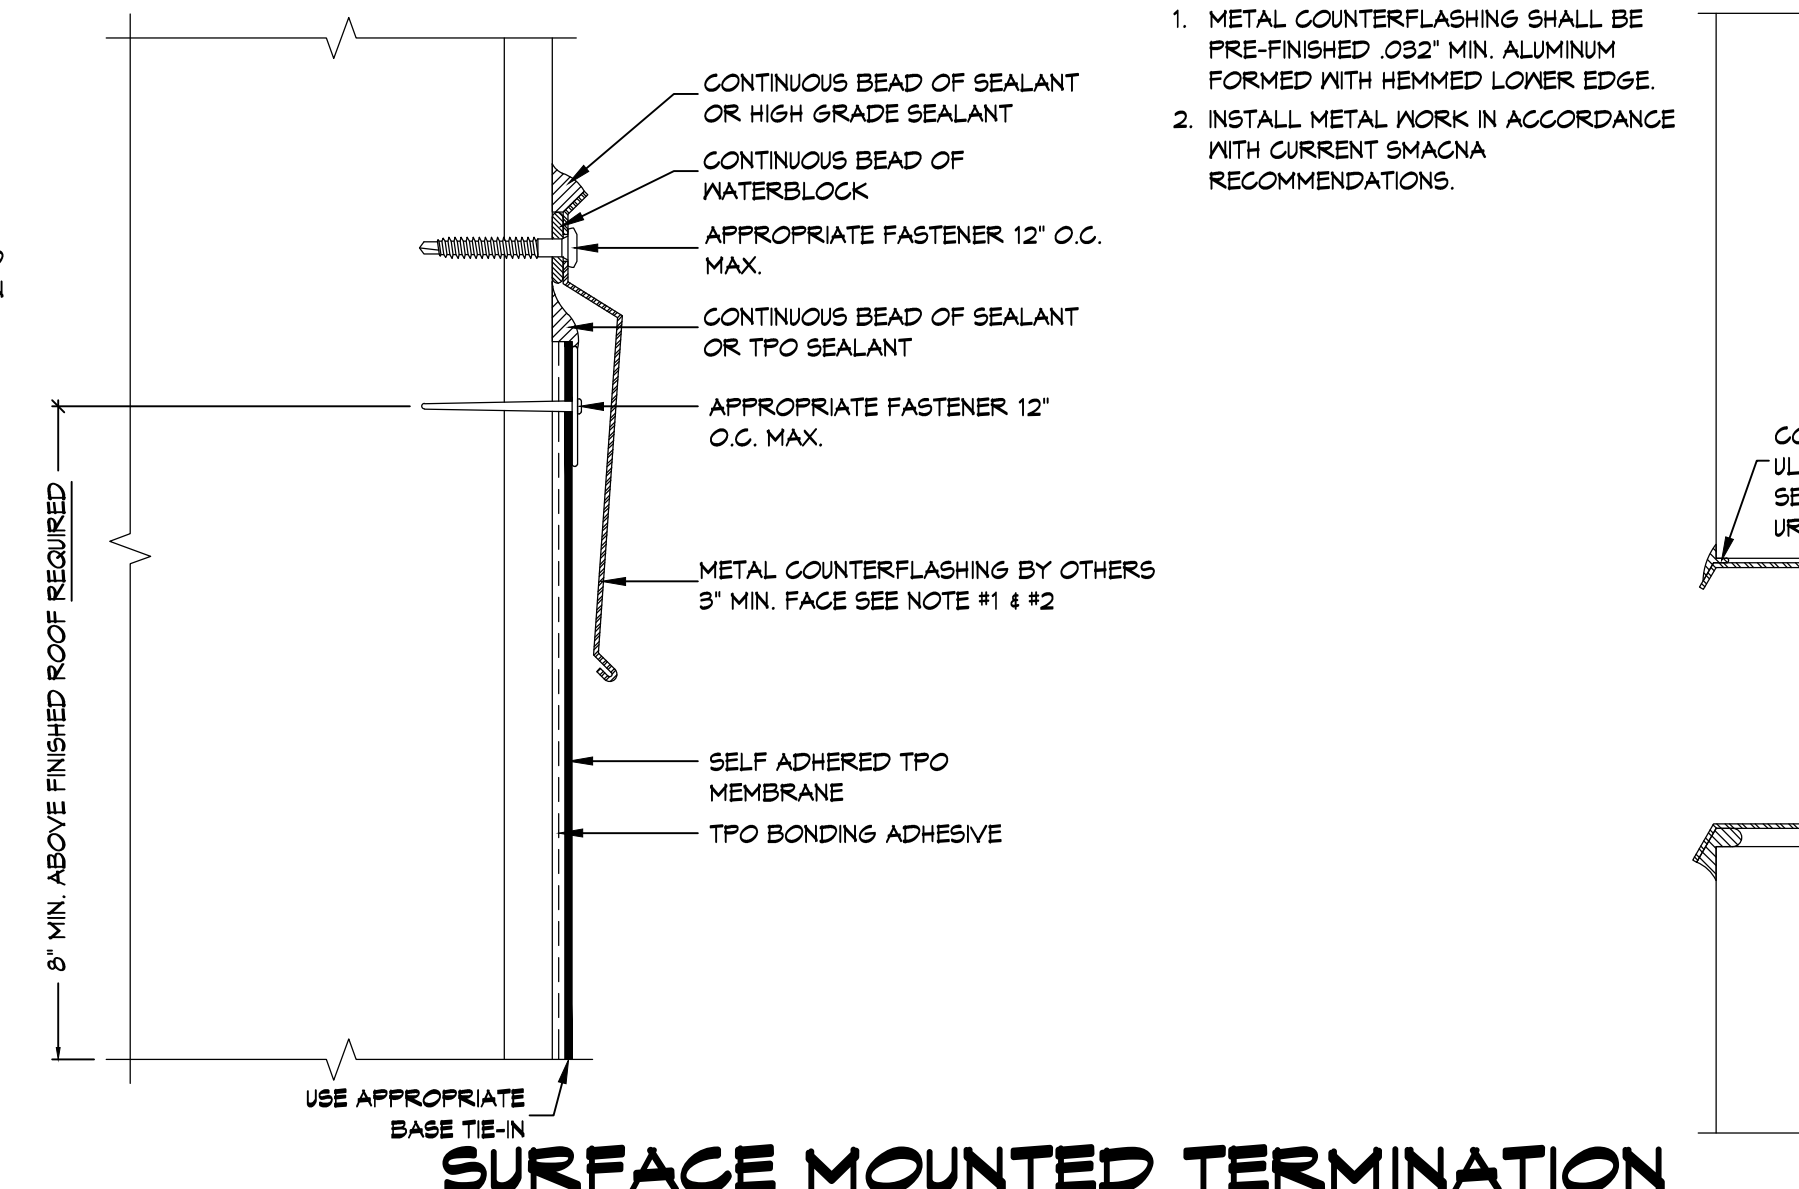 1. METAL COUNTERFLASHING SHALL BE
PRE-FINISHED .032" MIN. ALUMINUM
FORMED WITH HEMMED LOWER EDGE.
2. INSTALL METAL WORK IN ACCORDANCE
WITH CURRENT SMACNA
RECOMMENDATIONS.
CONTINUOUS BEAD OF SEALANT
OR HIGH GRADE SEALANT
CONTINUOUS BEAD OF
WATERBLOCK
APPROPRIATE FASTENER 12" O.C.
MAX.
CONTINUOUS BEAD OF SEALANT
OR TPO SEALANT
APPROPRIATE FASTENER 12"
O.C. MAX.
METAL COUNTERFLASHING BY OTHERS
3" MIN. FACE SEE NOTE #1 & #2
SELF ADHERED TPO
MEMBRANE
TPO BONDING ADHESIVE
8" MIN. ABOVE FINISHED ROOF REQUIRED
USE APPROPRIATE
BASE TIE-IN
SURFACE MOUNTED TERMINATION